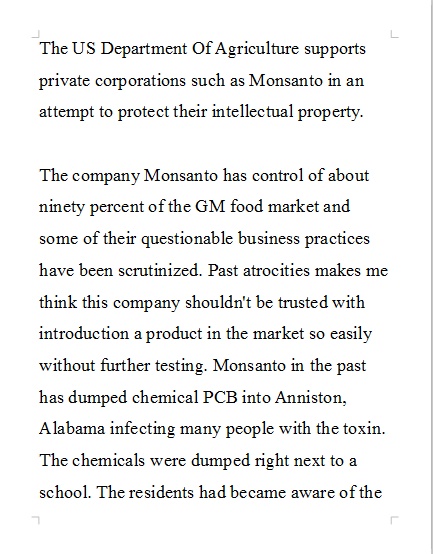 The US Department Of Agriculture supports
private corporations such as Monsanto in an
attempt to protect their intellectual property.
The company Monsanto has control of about
ninety percent of the GM food market and
some of their questionable business practices
have been scrutinized. Past atrocities makes me
think this company shouldn't be trusted with
introduction a product in the market so easily
without further testing. Monsanto in the past
has dumped chemical PCB into Anniston,
Alabama infecting many people with the toxin.
The chemicals were dumped right next to a
school. The residents had became aware of the